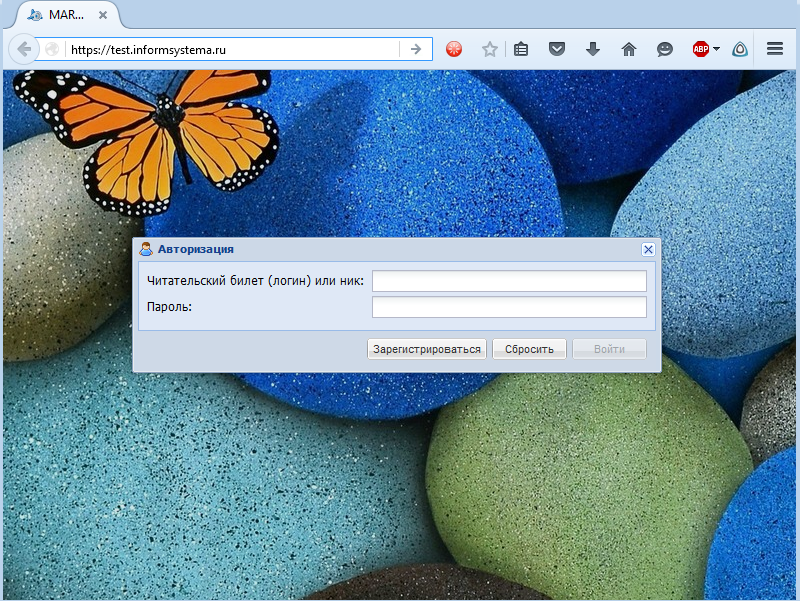 MAR...
https://test.informsystema.ru
ABP
Авторизация
Читательский билет (логин) или ник:
Пароль:
Зарегистрироваться Сбросить Войти